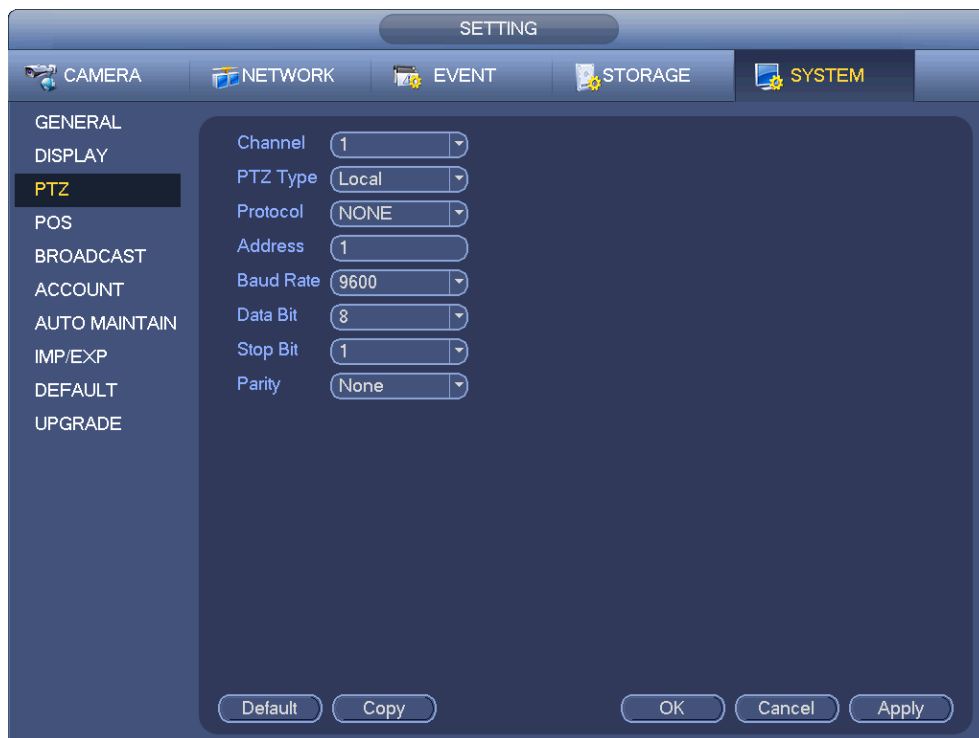 SETTING
CAMERA NETWORK EVENT STORAGE SYSTEM
GENERAL
DISPLAY
PTZ
POS
BROADCAST
ACCOUNT
AUTO MAINTAIN
IMP/EXP
DEFAULT
UPGRADE
Channel 1
PTZ Type Local
Protocol NONE
Address 1
Baud Rate 9600
Data Bit 8
Stop Bit 1
Parity None
Default Copy OK Cancel Apply